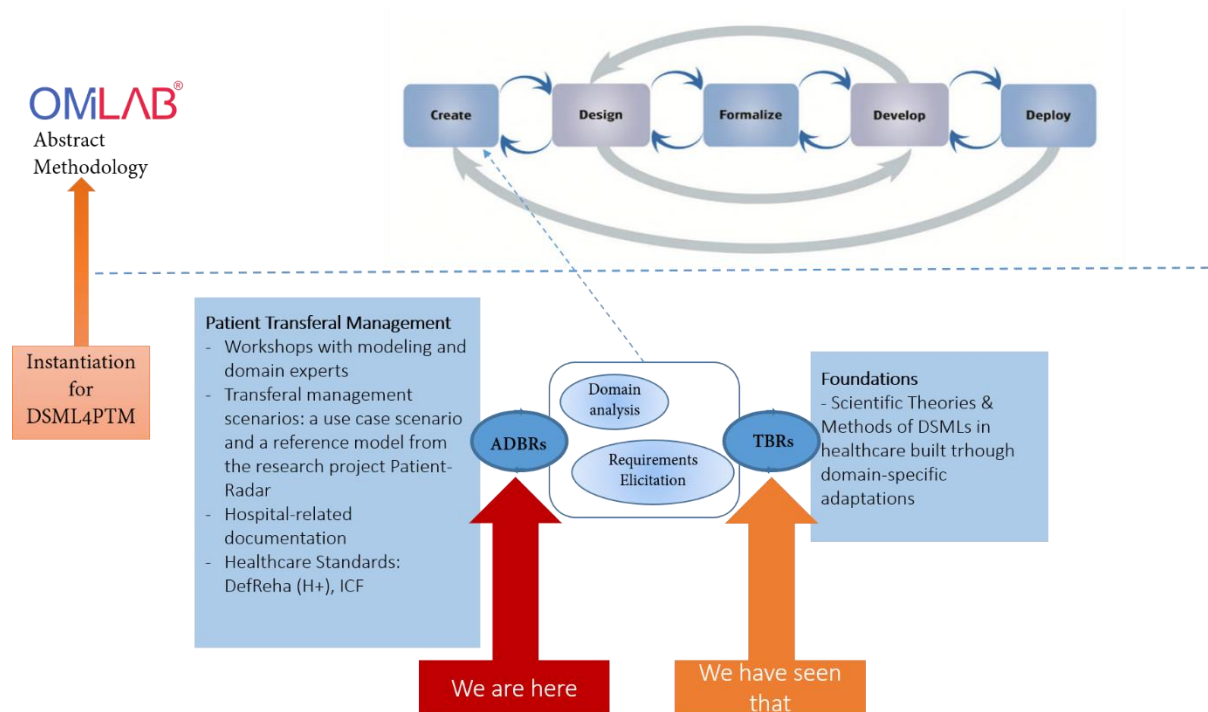 OMiLAB®
Abstract
Methodology
Create
Design
Formalize
Develop
Deploy
Instantiation
for
DSML4PTM
Patient Transferal Management
- Workshops with modeling and
domain experts
- Transferal management
scenarios: a use case scenario
and a reference model from
the research project Patient-
Radar
- Hospital-related
documentation
- Healthcare Standards:
DefReha (H+), ICF
ADBRs
Domain
analysis
Requirements
Elicitation
TBRs
Foundations
- Scientific Theories &
Methods of DSMLs in
healthcare built trhough
domain-specific
adaptations
We are here
We have seen
that